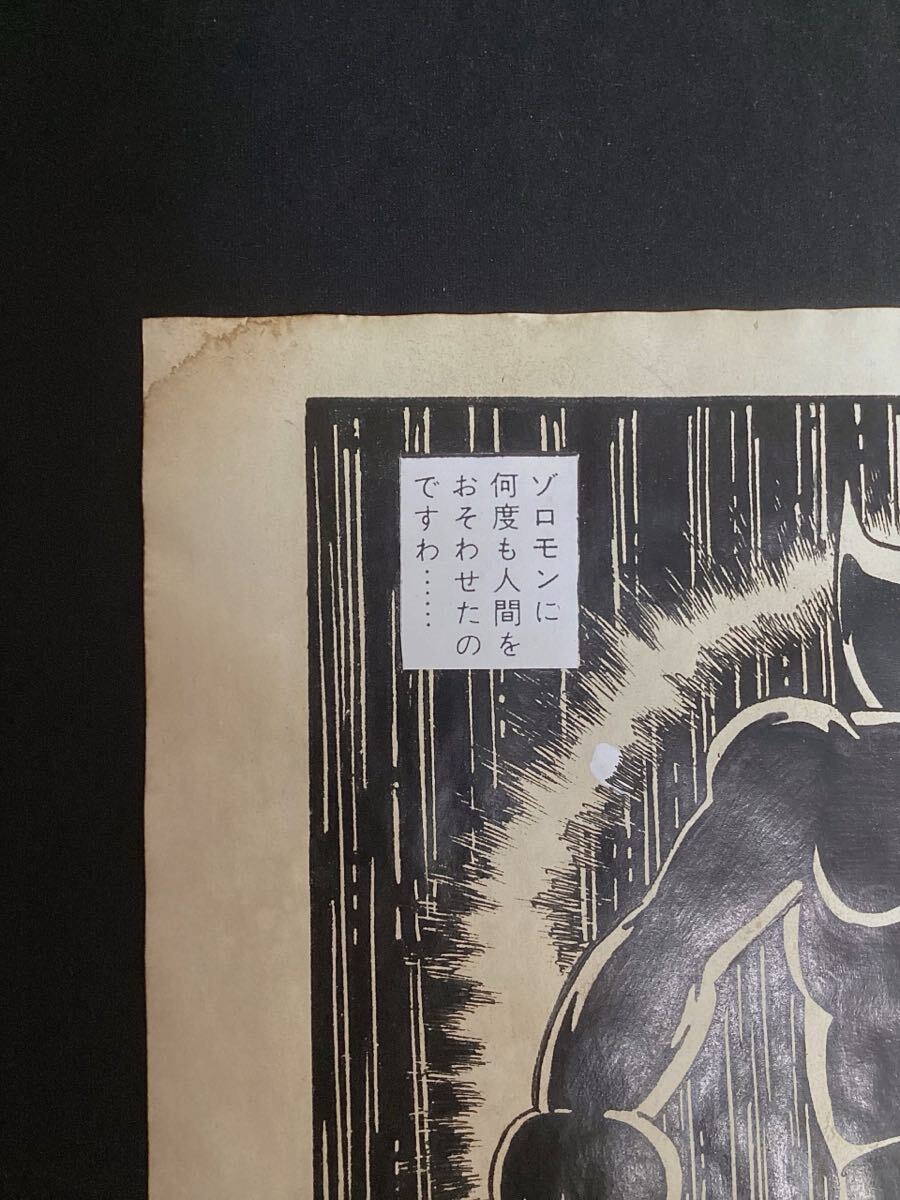 ゾロモンに
何度も人間を
おそわせたの
ですわ……